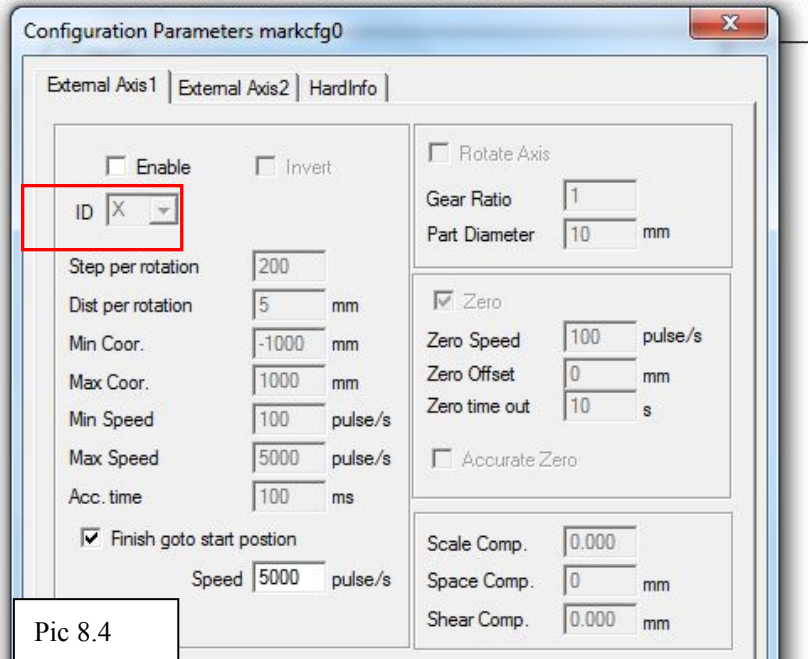 Configuration Parameters markcfg0
External Axis1 External Axis2 HardInfo
Enable Invert
ID X
Step per rotation 200
Dist per rotation 5 mm
Min Coor. -1000 mm
Max Coor. 1000 mm
Min Speed 100 pulse/s
Max Speed 5000 pulse/s
Acc. time 100 ms
Finish goto start postion
Speed 5000 pulse/s
Rotate Axis
Gear Ratio 1
Part Diameter 10 mm
Zero
Zero Speed 100 pulse/s
Zero Offset 0 mm
Zero time out 10 s
Accurate Zero
Scale Comp. 0.000
Space Comp. 0 mm
Shear Comp. 0.000 mm
Pic 8.4